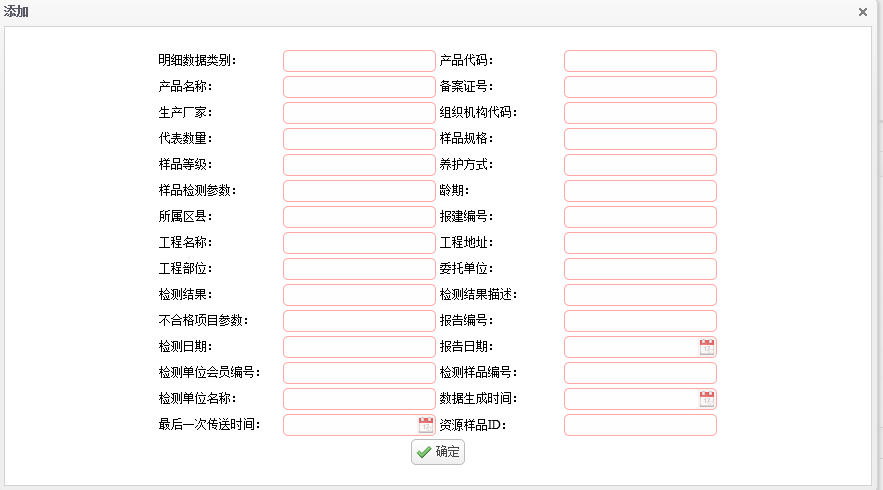 添加
明细数据类别： 产品代码：
产品名称： 备案证号：
生产厂家： 组织机构代码：
代表数量： 样品规格：
样品等级： 养护方式：
样品检测参数： 龄期：
所属区县： 报建编号：
工程名称： 工程地址：
工程部位： 委托单位：
检测结果： 检测结果描述：
不合格项目参数： 报告编号：
检测日期： 报告日期：
检测单位会员编号： 检测样品编号：
检测单位名称： 数据生成时间：
最后一次传送时间： 资源样品ID：
确定